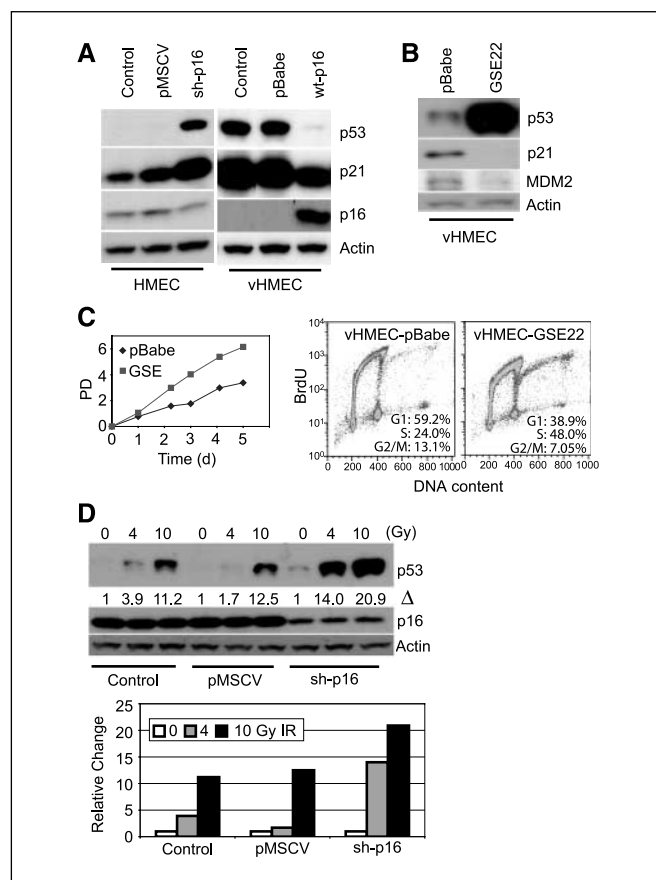 A
Control
pMSCV
sh-p16
Control
pBabe
wt-p16
p53
p21
p16
Actin
HMEC
vHMEC
B
pBabe
GSE22
p53
p21
MDM2
Actin
vHMEC
C
PD
6
4
2
0
pBabe
GSE
0 1 2 3 4 5 6
Time (d)
BrdU
10³
10²
10¹
10⁰
vHMEC-pBabe
G1: 59.2%
S: 24.0%
G2/M: 13.1%
0 200 400 600 800 1000
vHMEC-GSE22
G1: 38.9%
S: 48.0%
G2/M: 7.05%
0 200 400 600 800 1000
DNA content
D
0 4 10 0 4 10 0 4 10 (Gy)
p53
1 3.9 11.2 1 1.7 12.5 1 14.0 20.9 Δ
p16
Actin
Control
pMSCV
sh-p16
Relative Change
25
20
15
10
5
0
0 4 10 Gy IR
Control
pMSCV
sh-p16